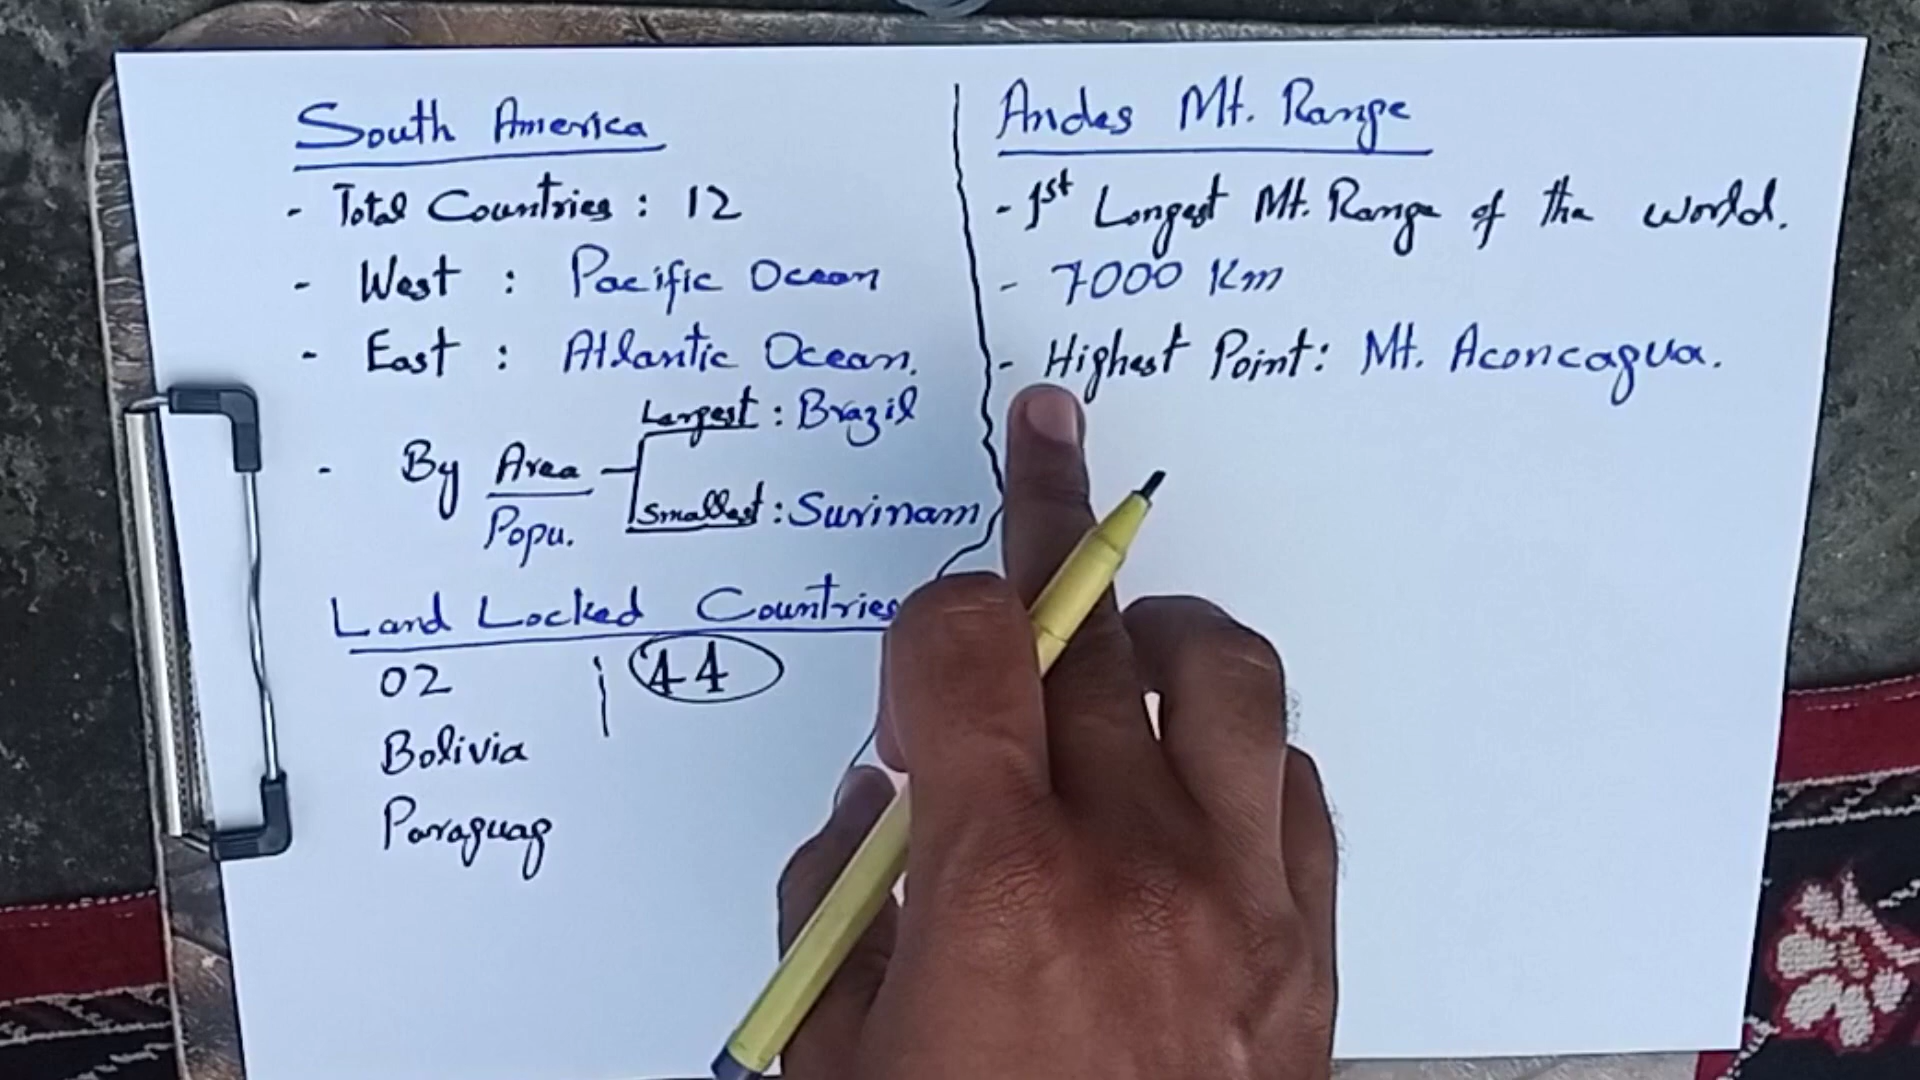 South America
- Total Countries : 12
- West : Pacific Ocean
- East : Atlantic Ocean.
- By Area
Popu.
Largest : Brazil
Smallest : Surinam
Land Locked Countries
02
44
Bolivia
Paraguay
Andes Mt. Range
- 1st Longest Mt. Range of the world.
- 7000 Km
- Highest Point: Mt. Aconcagua.